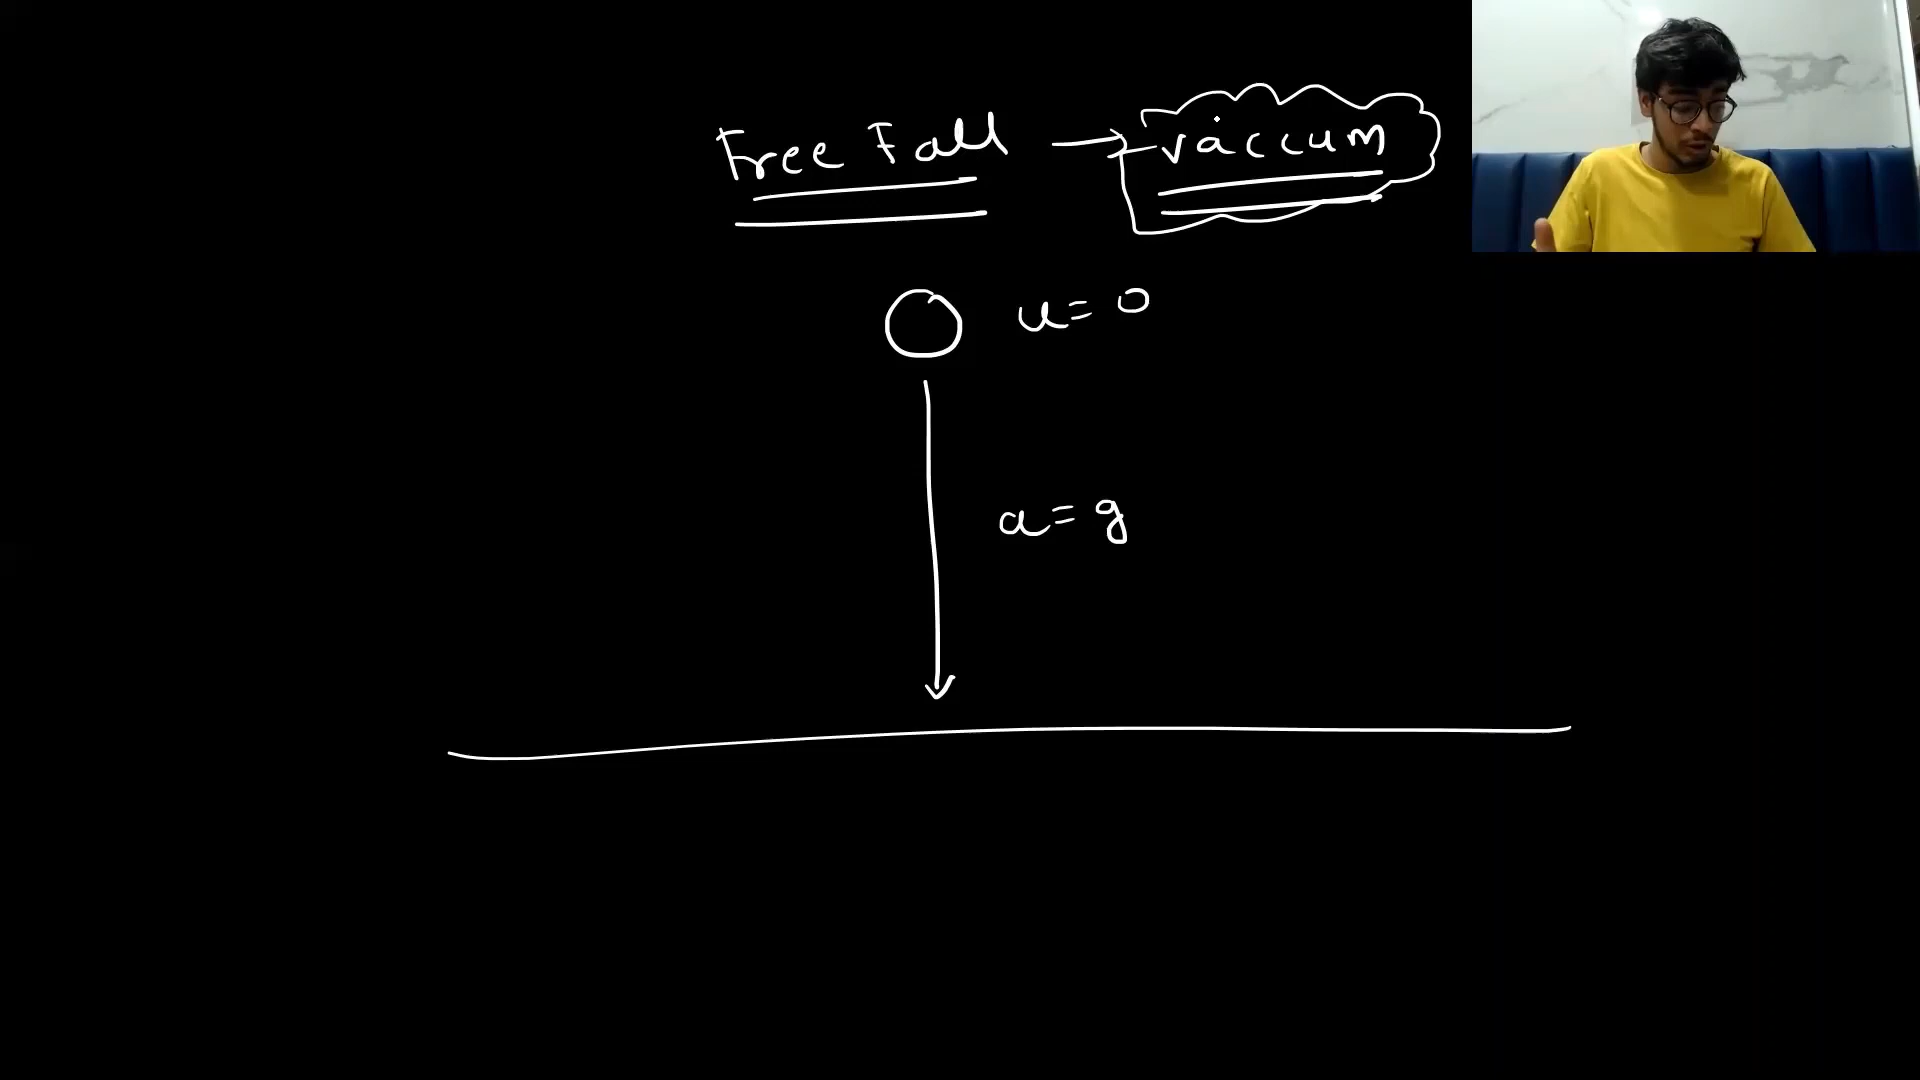 Free Fall → vaccum
u = 0
a = g